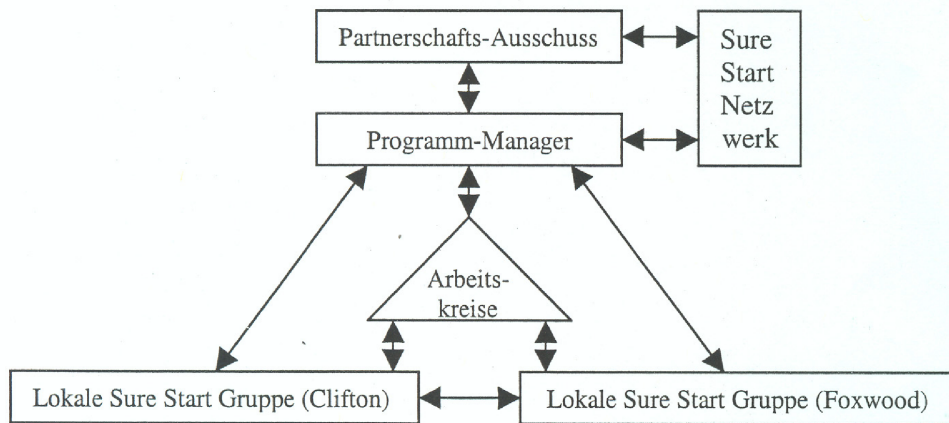 Partnerschafts-Ausschuss
Sure
Start
Netz
werk
Programm-Manager
Arbeits-
kreise
Lokale Sure Start Gruppe (Clifton)
Lokale Sure Start Gruppe (Foxwood)